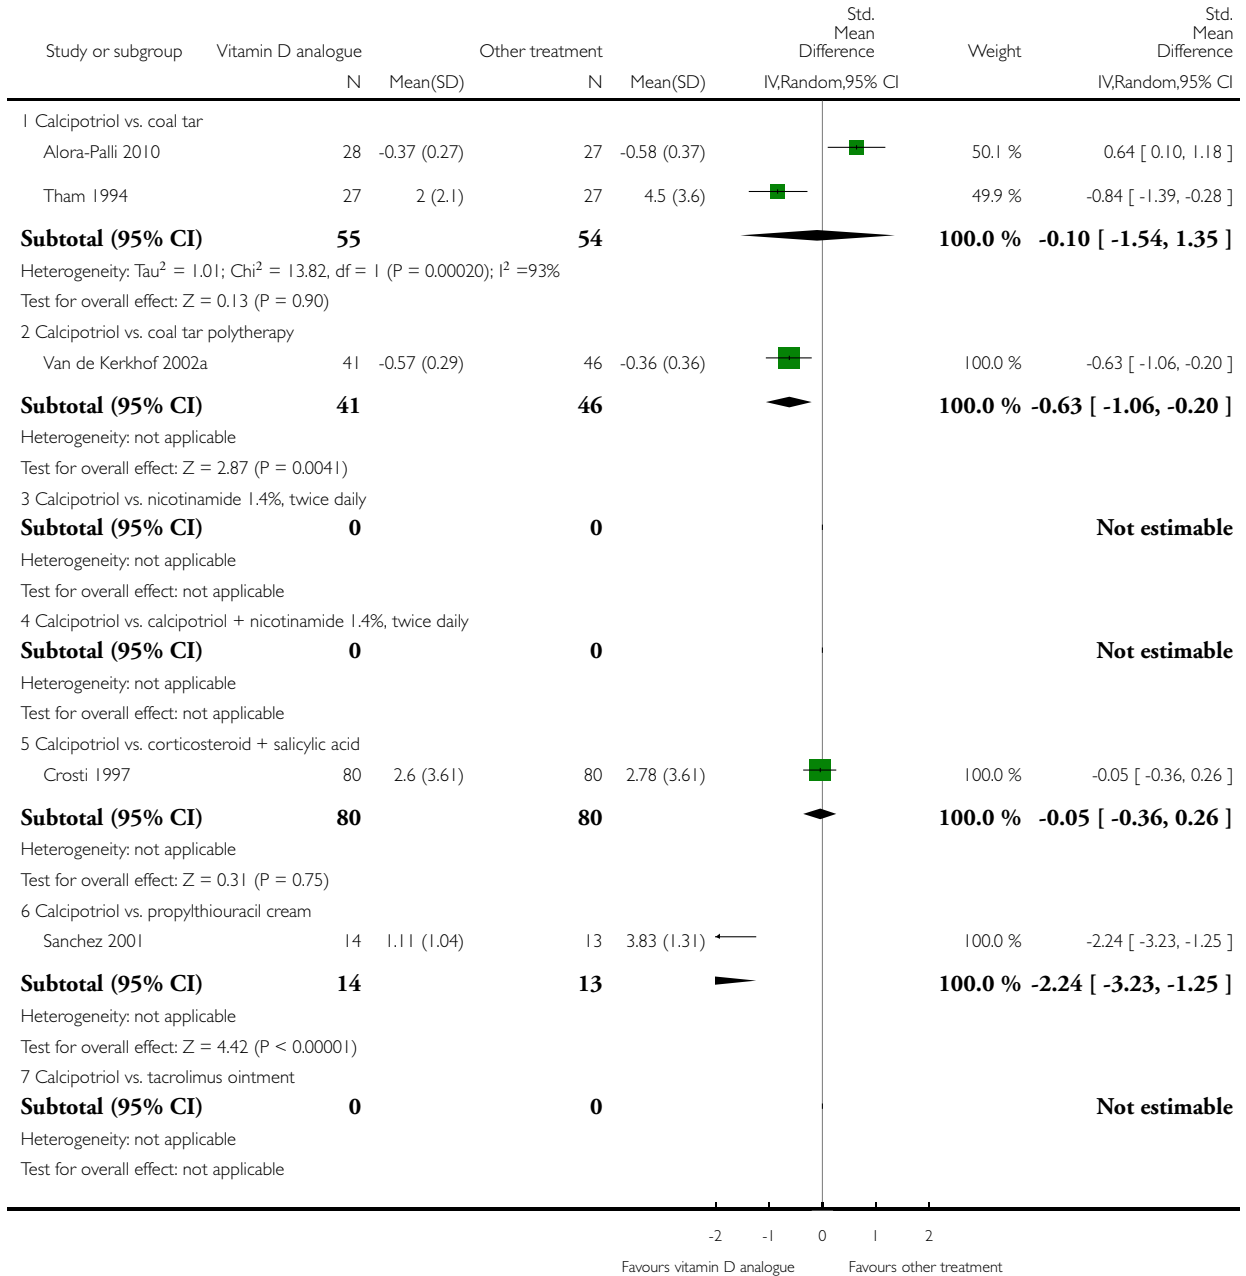 Std. Mean Difference Std. Mean Difference
Study or subgroup Vitamin D analogue Other treatment Weight
N Mean(SD) N Mean(SD) IV,Random,95% CI IV,Random,95% CI
1 Calcipotriol vs. coal tar
Alora-Palli 2010 28 -0.37 (0.27) 27 -0.58 (0.37) 50.1 % 0.64 [ 0.10, 1.18 ]
Tham 1994 27 2 (2.1) 27 4.5 (3.6) 49.9 % -0.84 [ -1.39, -0.28 ]
Subtotal (95% CI) 55 54 100.0 % -0.10 [ -1.54, 1.35 ]
Heterogeneity: Tau² = 1.01; Chi² = 13.82, df = 1 (P = 0.00020); I² =93%
Test for overall effect: Z = 0.13 (P = 0.90)
2 Calcipotriol vs. coal tar polytherapy
Van de Kerkhof 2002a 41 -0.57 (0.29) 46 -0.36 (0.36) 100.0 % -0.63 [ -1.06, -0.20 ]
Subtotal (95% CI) 41 46 100.0 % -0.63 [ -1.06, -0.20 ]
Heterogeneity: not applicable
Test for overall effect: Z = 2.87 (P = 0.0041)
3 Calcipotriol vs. nicotinamide 1.4%, twice daily
Subtotal (95% CI) 0 0 Not estimable
Heterogeneity: not applicable
Test for overall effect: not applicable
4 Calcipotriol vs. calcipotriol + nicotinamide 1.4%, twice daily
Subtotal (95% CI) 0 0 Not estimable
Heterogeneity: not applicable
Test for overall effect: not applicable
5 Calcipotriol vs. corticosteroid + salicylic acid
Crosti 1997 80 2.6 (3.61) 80 2.78 (3.61) 100.0 % -0.05 [ -0.36, 0.26 ]
Subtotal (95% CI) 80 80 100.0 % -0.05 [ -0.36, 0.26 ]
Heterogeneity: not applicable
Test for overall effect: Z = 0.31 (P = 0.75)
6 Calcipotriol vs. propylthiouracil cream
Sanchez 2001 14 1.11 (1.04) 13 3.83 (1.31) 100.0 % -2.24 [ -3.23, -1.25 ]
Subtotal (95% CI) 14 13 100.0 % -2.24 [ -3.23, -1.25 ]
Heterogeneity: not applicable
Test for overall effect: Z = 4.42 (P < 0.00001)
7 Calcipotriol vs. tacrolimus ointment
Subtotal (95% CI) 0 0 Not estimable
Heterogeneity: not applicable
Test for overall effect: not applicable
-2 -1 0 1 2
Favours vitamin D analogue Favours other treatment